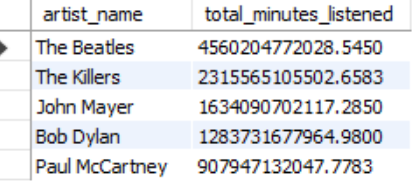 artist_name total_minutes_listened
The Beatles 4560204772028.5450
The Killers 2315565105502.6583
John Mayer 1634090702117.2850
Bob Dylan 1283731677964.9800
Paul McCartney 907947132047.7783